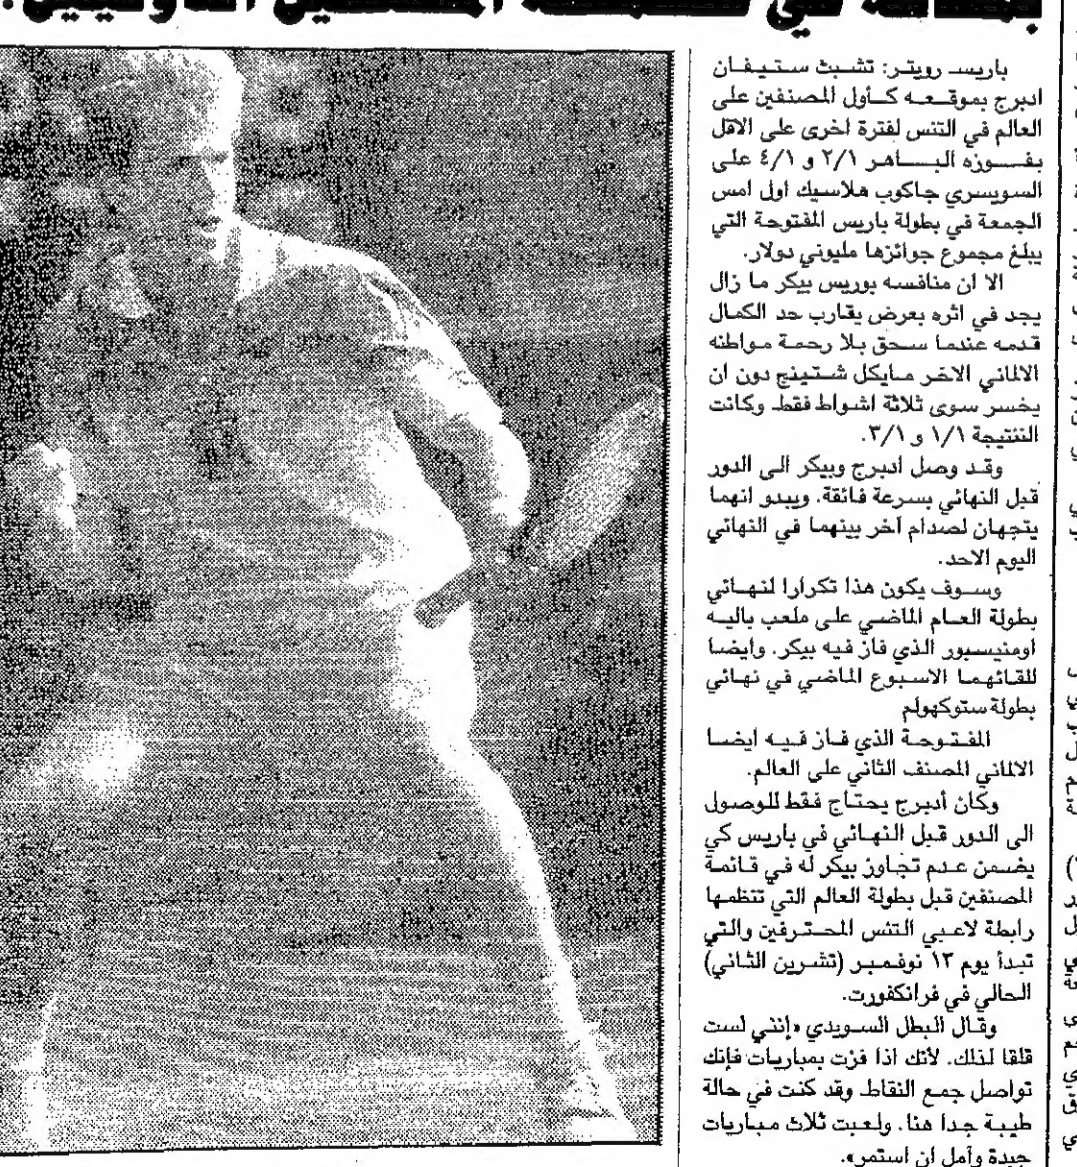 باريس ـ رويتر: تشبث ستيفان
ادبرج بموقعه كأول المصنفين على
العالم في التنس لفترة اخرى على الاقل
بفوزه الباهر ٢/١ و ٤/١ على
السويسري جاكوب هلاسيك اول امس
الجمعة في بطولة باريس المفتوحة التي
يبلغ مجموع جوائزها مليوني دولار.
الا ان منافسه بوريس بيكر ما زال
يجد في اثره بعرض يقارب حد الكمال
قدمه عندما سحق بلا رحمة مواطنه
الالماني الاخر مايكل شتينج دون ان
يخسر سوى ثلاثة اشواط فقط. وكانت
الننتيجة ١/١ و ٣/١.
وقد وصل ادبرج وبيكر الى الدور
قبل النهائي بسرعة فائقة. ويبدو انهما
يتجهان لصدام آخر بينهما في النهائي
اليوم الاحد.
وسوف يكون هذا تكرارا لنهائي
بطولة العام الماضي على ملعب باليه
اومنيسبور الذي فاز فيه بيكر. وايضا
للقائهما الاسبوع الماضي في نهائي
بطولة ستوكهولم
المفتوحة الذي فاز فيه ايضا
الالماني المصنف الثاني على العالم.
وكان أدبرج يحتاج فقط للوصول
الى الدور قبل النهائي في باريس كي
يضمن عدم تجاوز بيكر له في قائمة
المصنفين قبل بطولة العالم التي تنظمها
رابطة لاعبي التنس المحترفين والتي
تبدأ يوم ١٣ نوفمبر (تشرين الثاني)
الحالي في فرانكفورت.
وقال البطل السويدي «إنني لست
قلقا لذلك. لأنك اذا فزت بمباريات فإنك
تواصل جمع النقاط. وقد كنت في حالة
طيبة جدا هنا. ولعبت ثلاث مباريات
جيدة وآمل ان استمر».